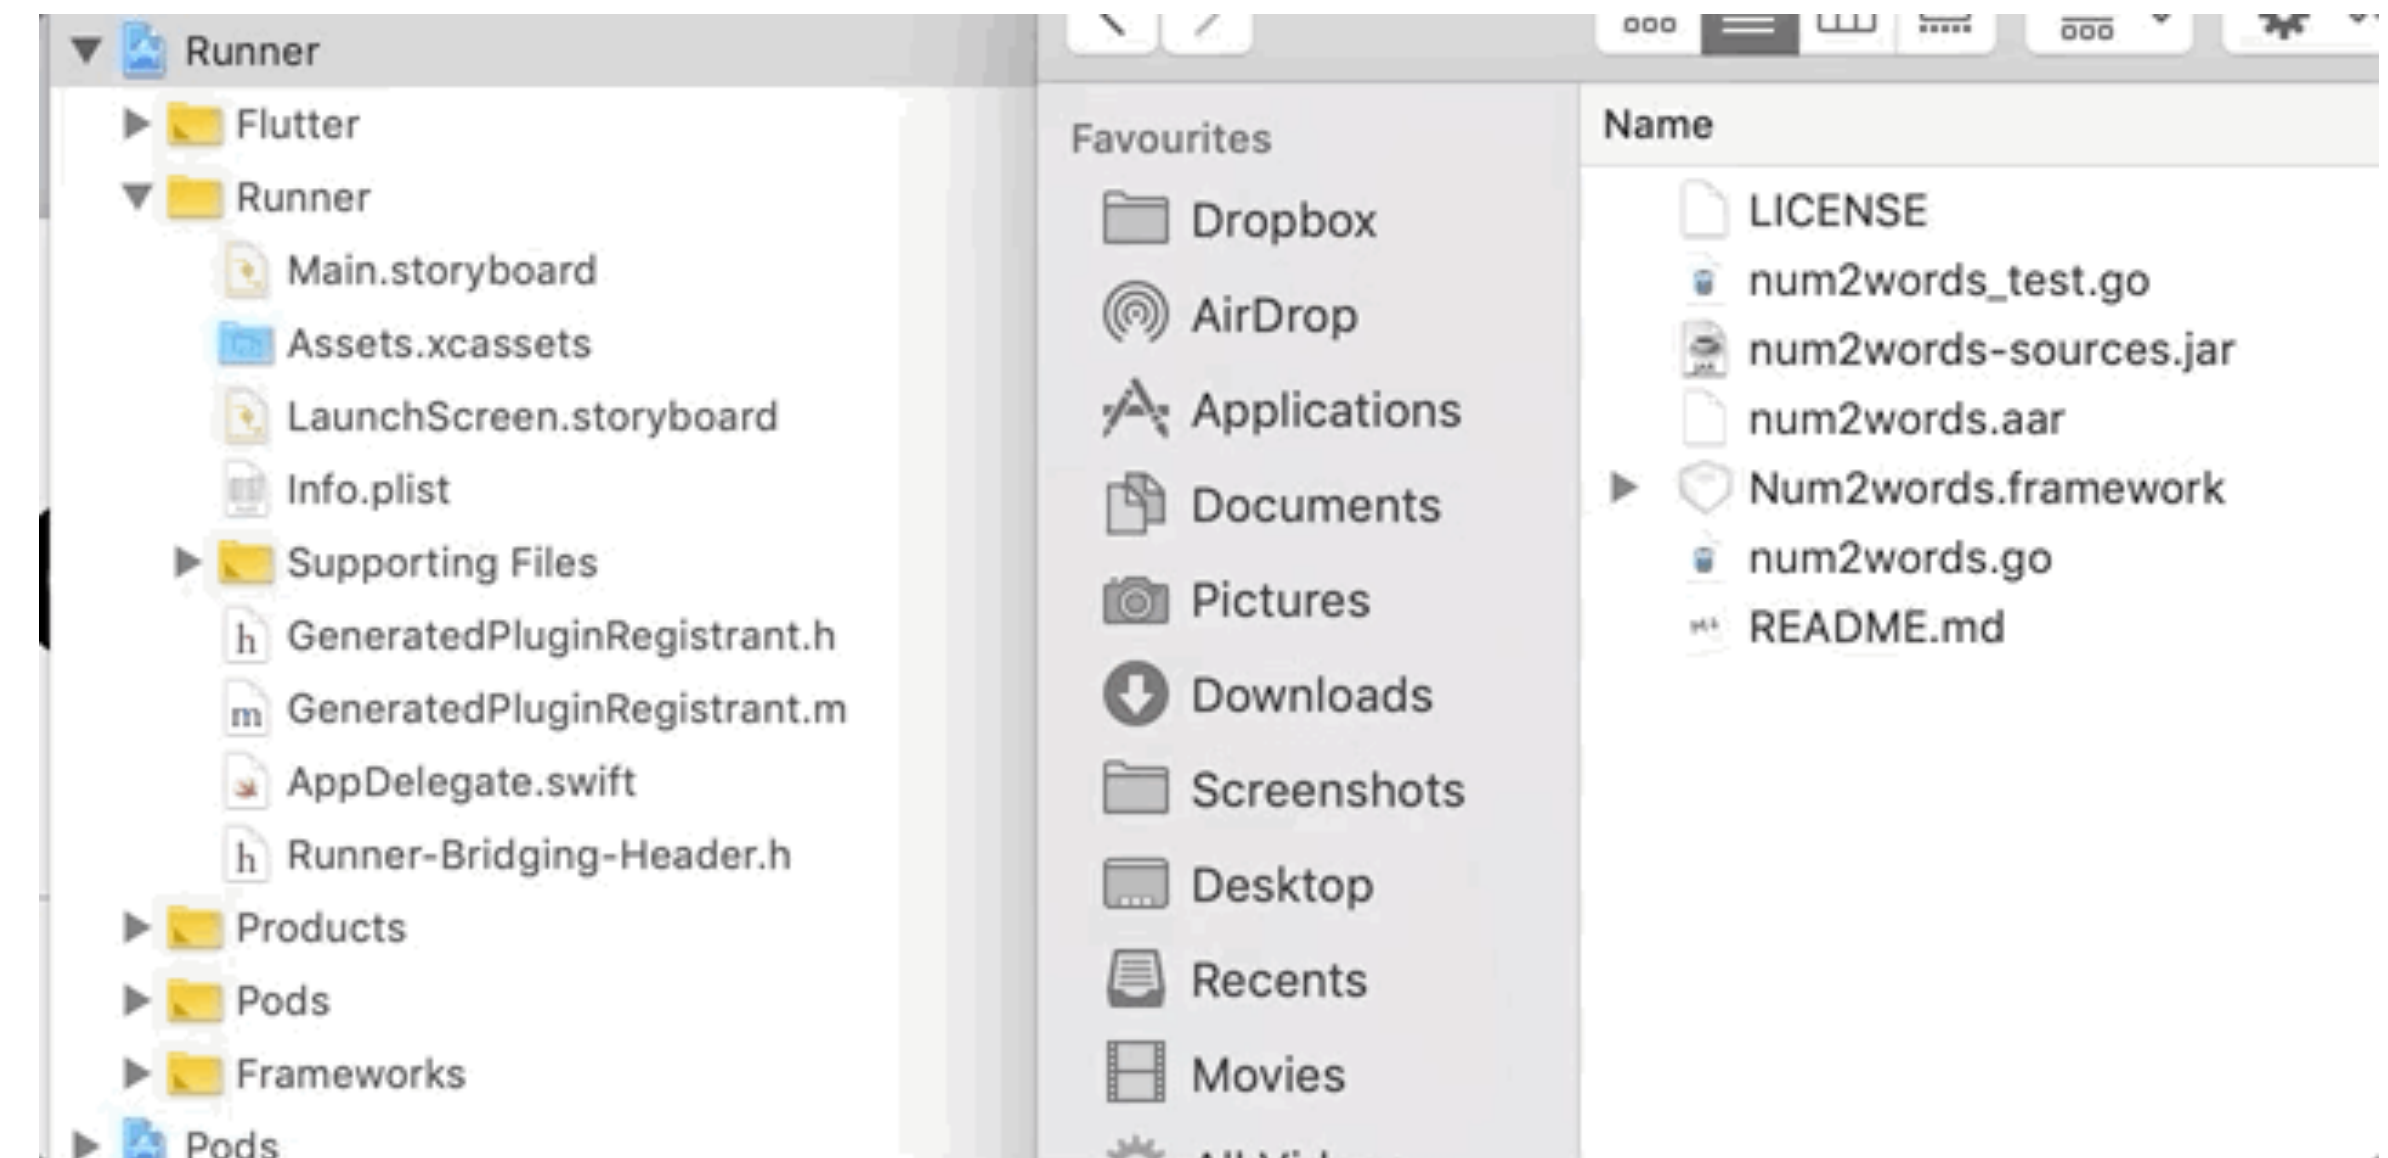 Runner
Flutter
Runner
Main.storyboard
Assets.xcassets
LaunchScreen.storyboard
Info.plist
Supporting Files
h GeneratedPluginRegistrant.h
m GeneratedPluginRegistrant.m
AppDelegate.swift
h Runner-Bridging-Header.h
Products
Pods
Frameworks
Pods
Favourites
Dropbox
AirDrop
Applications
Documents
Pictures
Downloads
Screenshots
Desktop
Recents
Movies
Name
LICENSE
num2words_test.go
num2words-sources.jar
num2words.aar
Num2words.framework
num2words.go
README.md